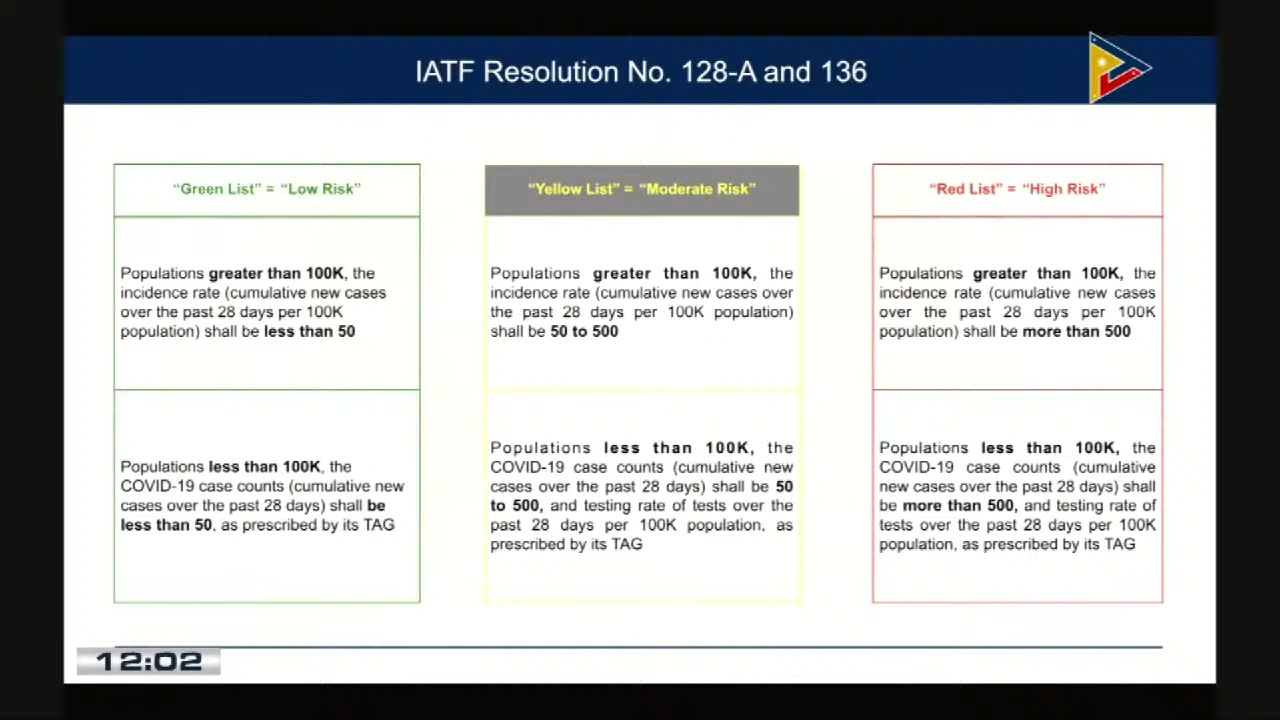 IATF Resolution No. 128-A and 136
“Green List” = “Low Risk”
Populations greater than 100K, the
incidence rate (cumulative new cases
over the past 28 days per 100K
population) shall be less than 50
Populations less than 100K, the
COVID-19 case counts (cumulative new
cases over the past 28 days) shall be
less than 50, as prescribed by its TAG
“Yellow List” = “Moderate Risk”
Populations greater than 100K, the
incidence rate (cumulative new cases over
the past 28 days per 100K population)
shall be 50 to 500
Populations less than 100K, the
COVID-19 case counts (cumulative new
cases over the past 28 days) shall be 50
to 500, and testing rate of tests over the
past 28 days per 100K population, as
prescribed by its TAG
“Red List” = “High Risk”
Populations greater than 100K, the
incidence rate (cumulative new cases
over the past 28 days per 100K
population) shall be more than 500
Populations less than 100K, the
COVID-19 case counts (cumulative
new cases over the past 28 days) shall
be more than 500, and testing rate of
tests over the past 28 days per 100K
population, as prescribed by its TAG
12:02